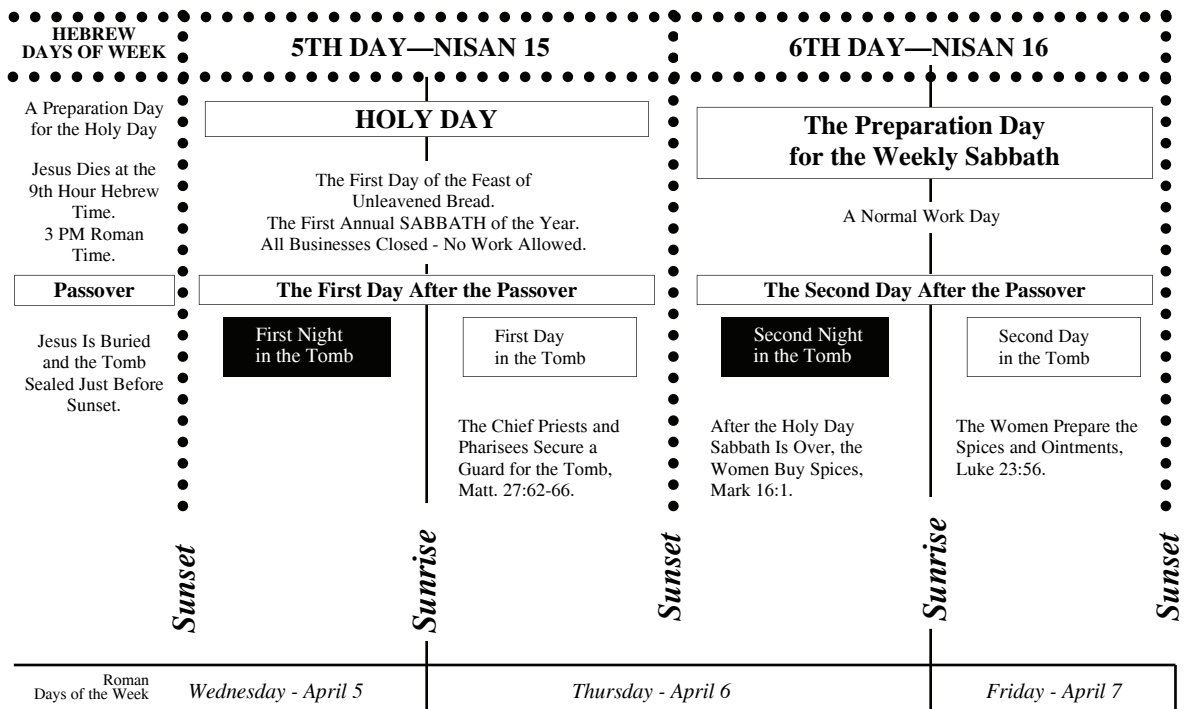 HEBREW
DAYS OF WEEK
5TH DAY—NISAN 15
6TH DAY—NISAN 16
A Preparation Day
for the Holy Day
Jesus Dies at the
9th Hour Hebrew
Time.
3 PM Roman
Time.
HOLY DAY
The First Day of the Feast of
Unleavened Bread.
The First Annual SABBATH of the Year.
All Businesses Closed - No Work Allowed.
The Preparation Day
for the Weekly Sabbath
A Normal Work Day
Passover
The First Day After the Passover
The Second Day After the Passover
Jesus Is Buried
and the Tomb
Sealed Just Before
Sunset.
First Night
in the Tomb
First Day
in the Tomb
The Chief Priests and
Pharisees Secure a
Guard for the Tomb,
Matt. 27:62-66.
Second Night
in the Tomb
After the Holy Day
Sabbath Is Over, the
Women Buy Spices,
Mark 16:1.
Second Day
in the Tomb
The Women Prepare the
Spices and Ointments,
Luke 23:56.
Sunset
Sunrise
Sunset
Sunrise
Sunset
Roman
Days of the Week
Wednesday - April 5
Thursday - April 6
Friday - April 7